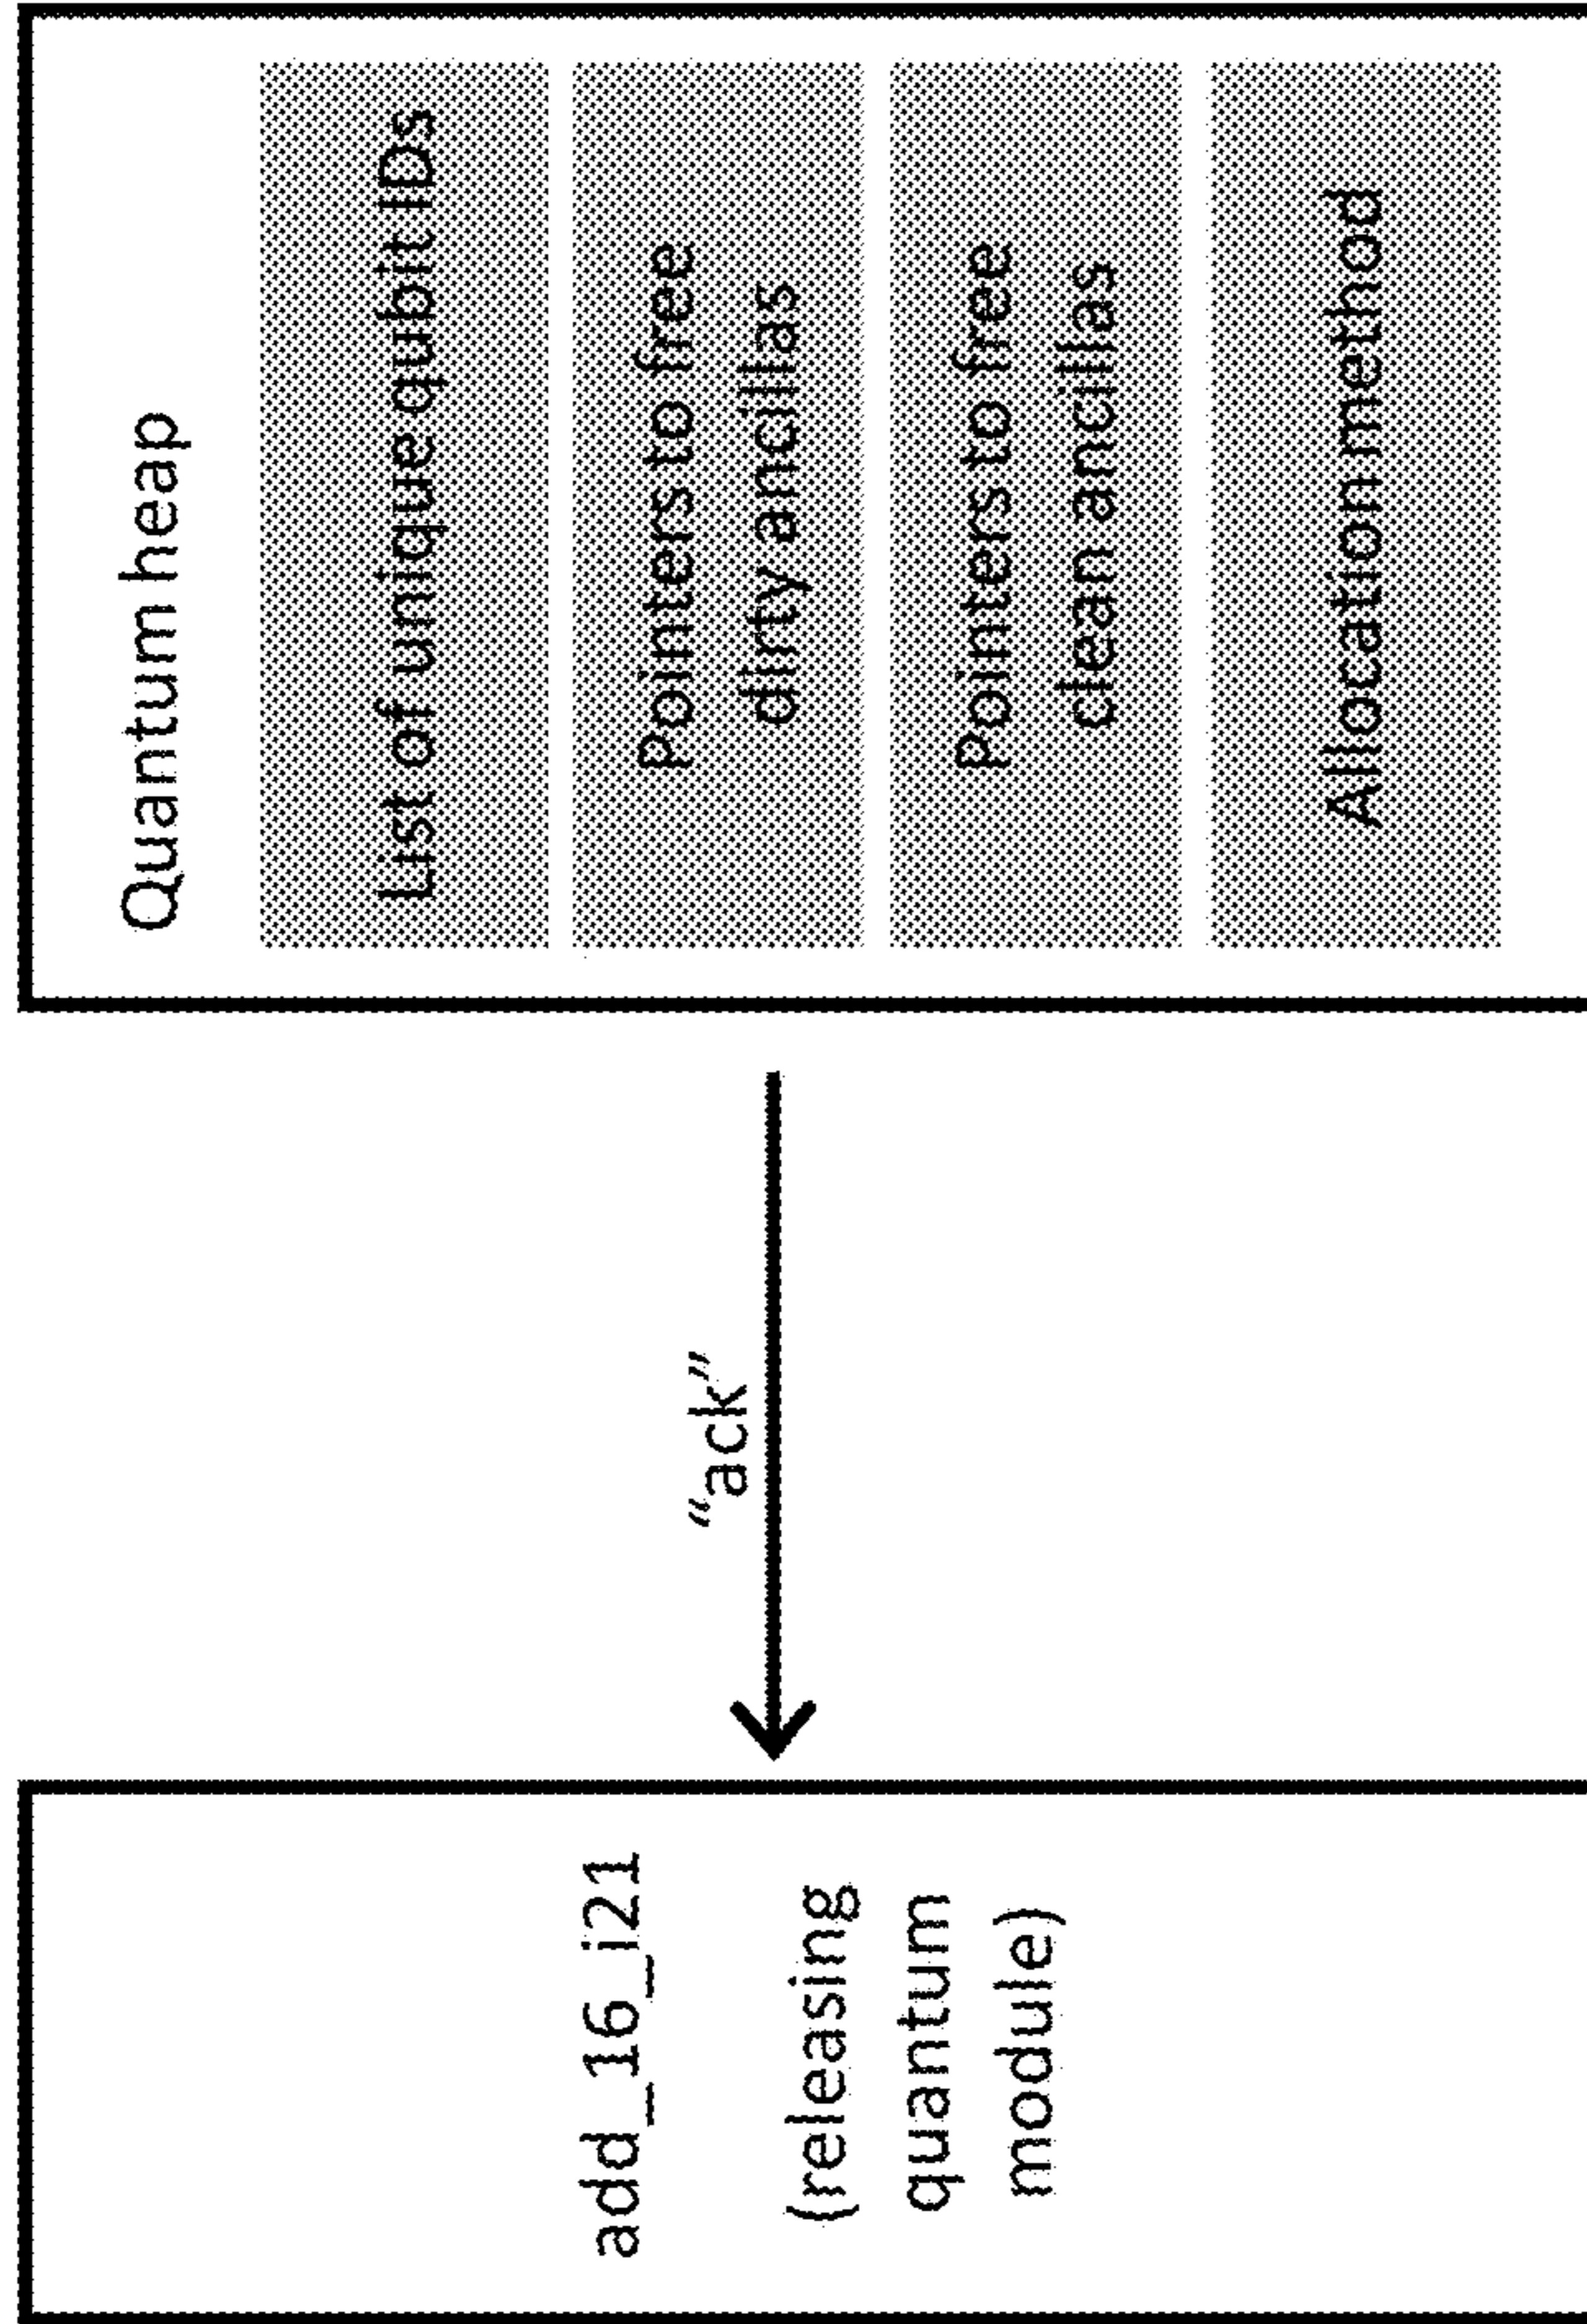 add_16_i21
(releasing
quantum
module)
“ack”
Quantum heap
List of unique qubit IDs
Pointers to free
dirty ancillas
Pointers to free
clean ancillas
Allocation method